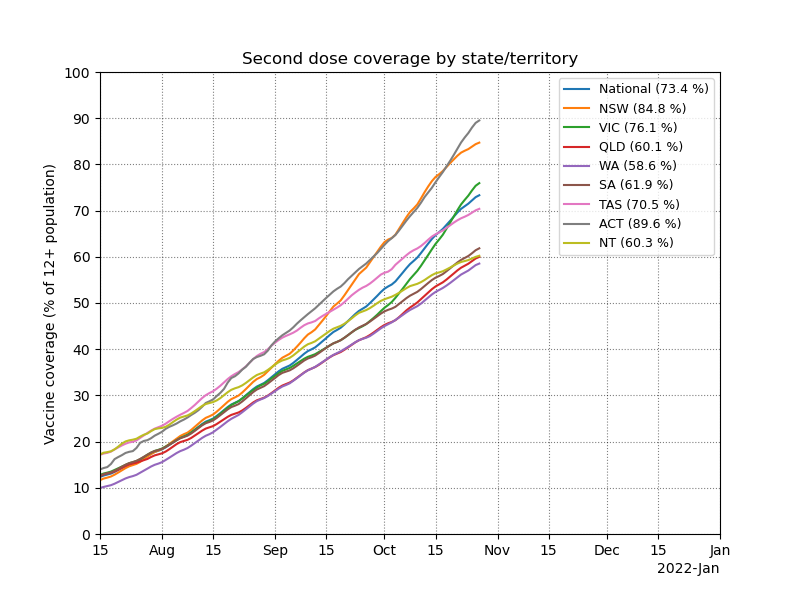 Second dose coverage by state/territory
Vaccine coverage (% of 12+ population)
100
90
80
70
60
50
40
30
20
10
0
National (73.4 %)
NSW (84.8 %)
VIC (76.1 %)
QLD (60.1 %)
WA (58.6 %)
SA (61.9 %)
TAS (70.5 %)
ACT (89.6 %)
NT (60.3 %)
15 Aug 15 Sep 15 Oct 15 Nov 15 Dec 15 Jan
2022-Jan